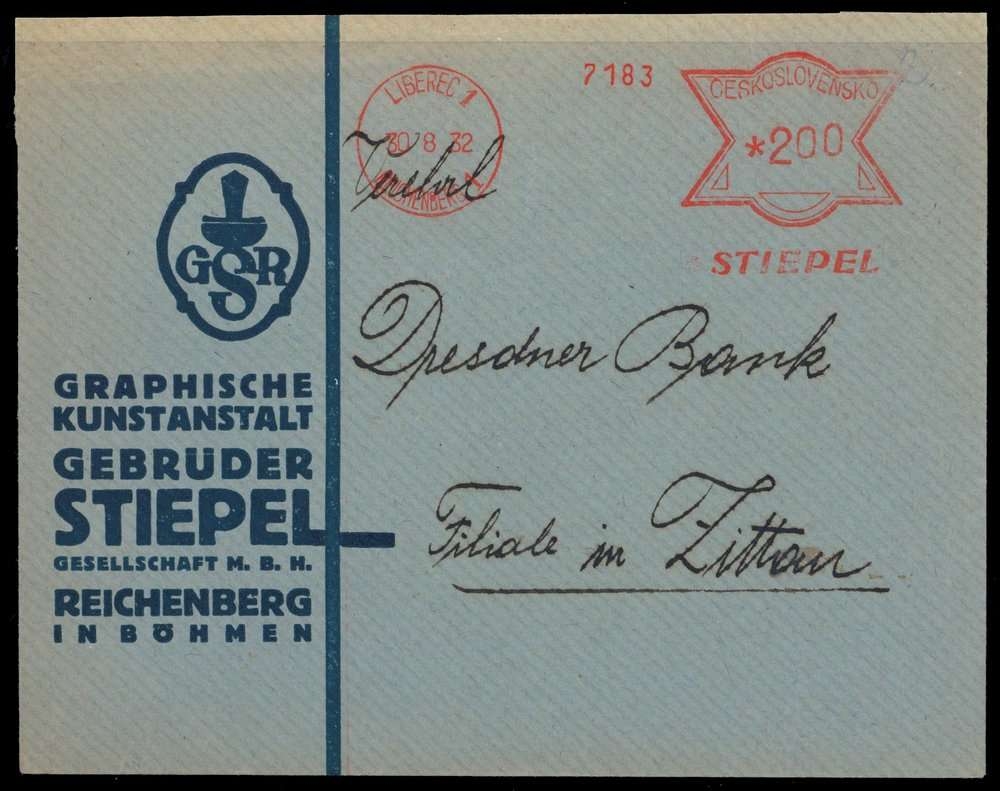 LIBEREC 1
30 8 32
REICHENBERG 1
7183
ČESKOSLOVENSKO
*200
STIEPEL
GSR
GRAPHISCHE
KUNSTANSTALT
GEBRÜDER
STIEPEL
GESELLSCHAFT M. B. H.
REICHENBERG
IN BÖHMEN
Dresdner Bank
Filiale in Zittau